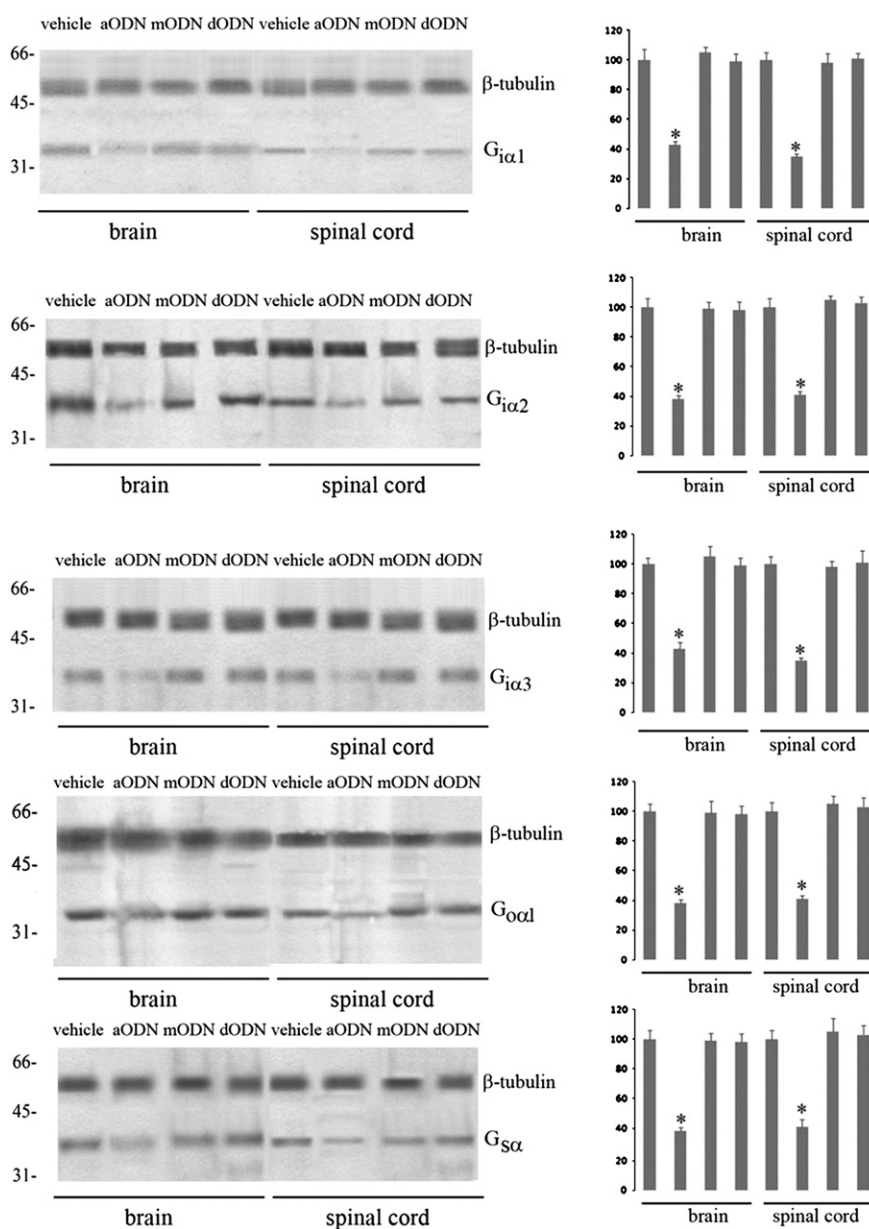 vehicle aODN mODN dODN vehicle aODN mODN dODN
66-
45-
31-
β-tubulin
Giα1
brain spinal cord
120
100
80
60
40
20
0
*
*
brain spinal cord
vehicle aODN mODN dODN vehicle aODN mODN dODN
66-
45-
31-
β-tubulin
Giα2
brain spinal cord
120
100
80
60
40
20
0
*
*
brain spinal cord
vehicle aODN mODN dODN vehicle aODN mODN dODN
66-
45-
31-
β-tubulin
Giα3
brain spinal cord
120
100
80
60
40
20
0
*
*
brain spinal cord
vehicle aODN mODN dODN vehicle aODN mODN dODN
66-
45-
31-
β-tubulin
Goαl
brain spinal cord
120
100
80
60
40
20
0
*
*
brain spinal cord
vehicle aODN mODN dODN vehicle aODN mODN dODN
66-
45-
31-
β-tubulin
GSα
brain spinal cord
120
100
80
60
40
20
0
*
*
brain spinal cord